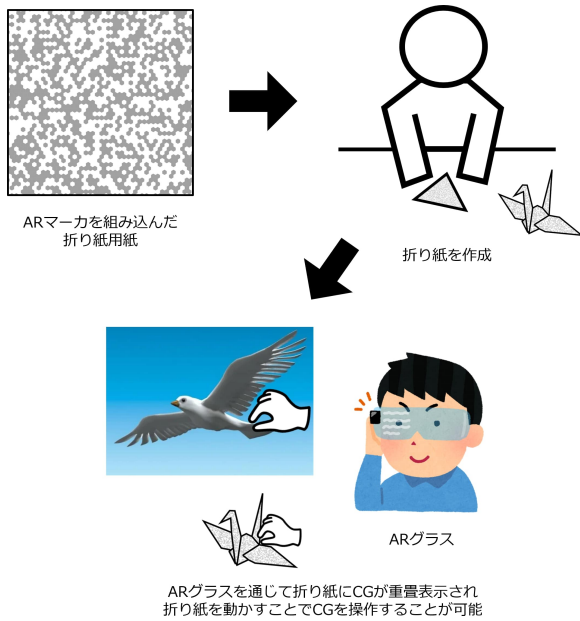 ARマーカを組み込んだ
折り紙用紙
折り紙を作成
ARグラス
ARグラスを通じて折り紙にCGが重畳表示され
折り紙を動かすことでCGを操作することが可能